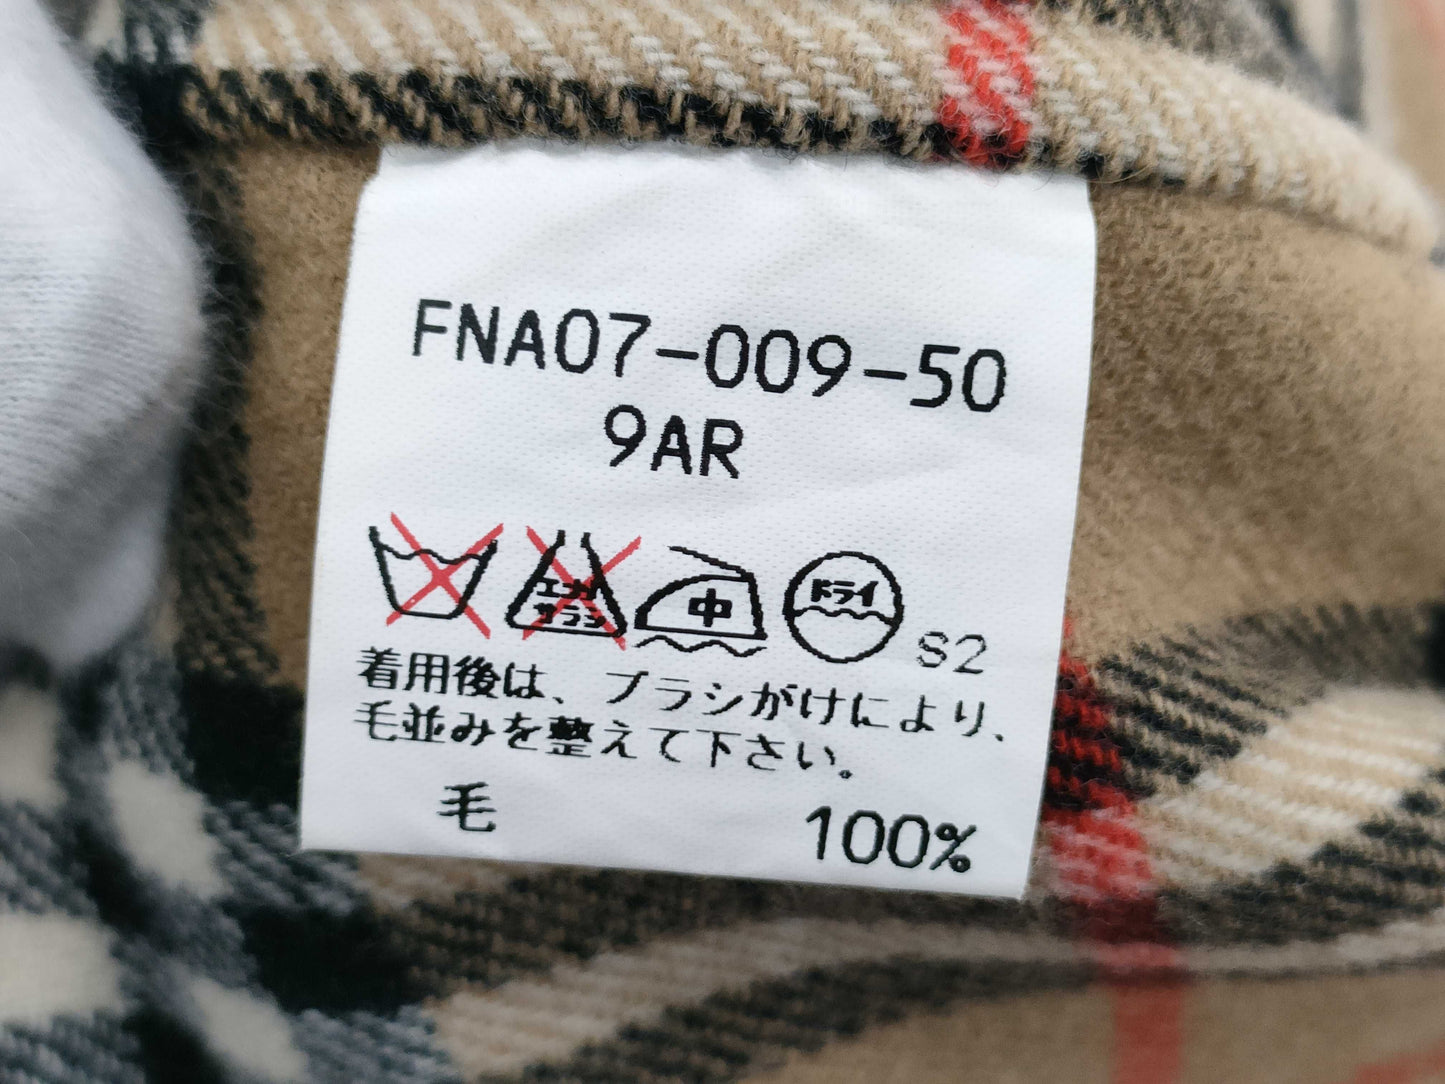 FNA07-009-50
9AR
エンソ
サラシ
中
ドライ
S2
着用後は、ブラシがけにより、
毛並みを整えて下さい。
毛 100%